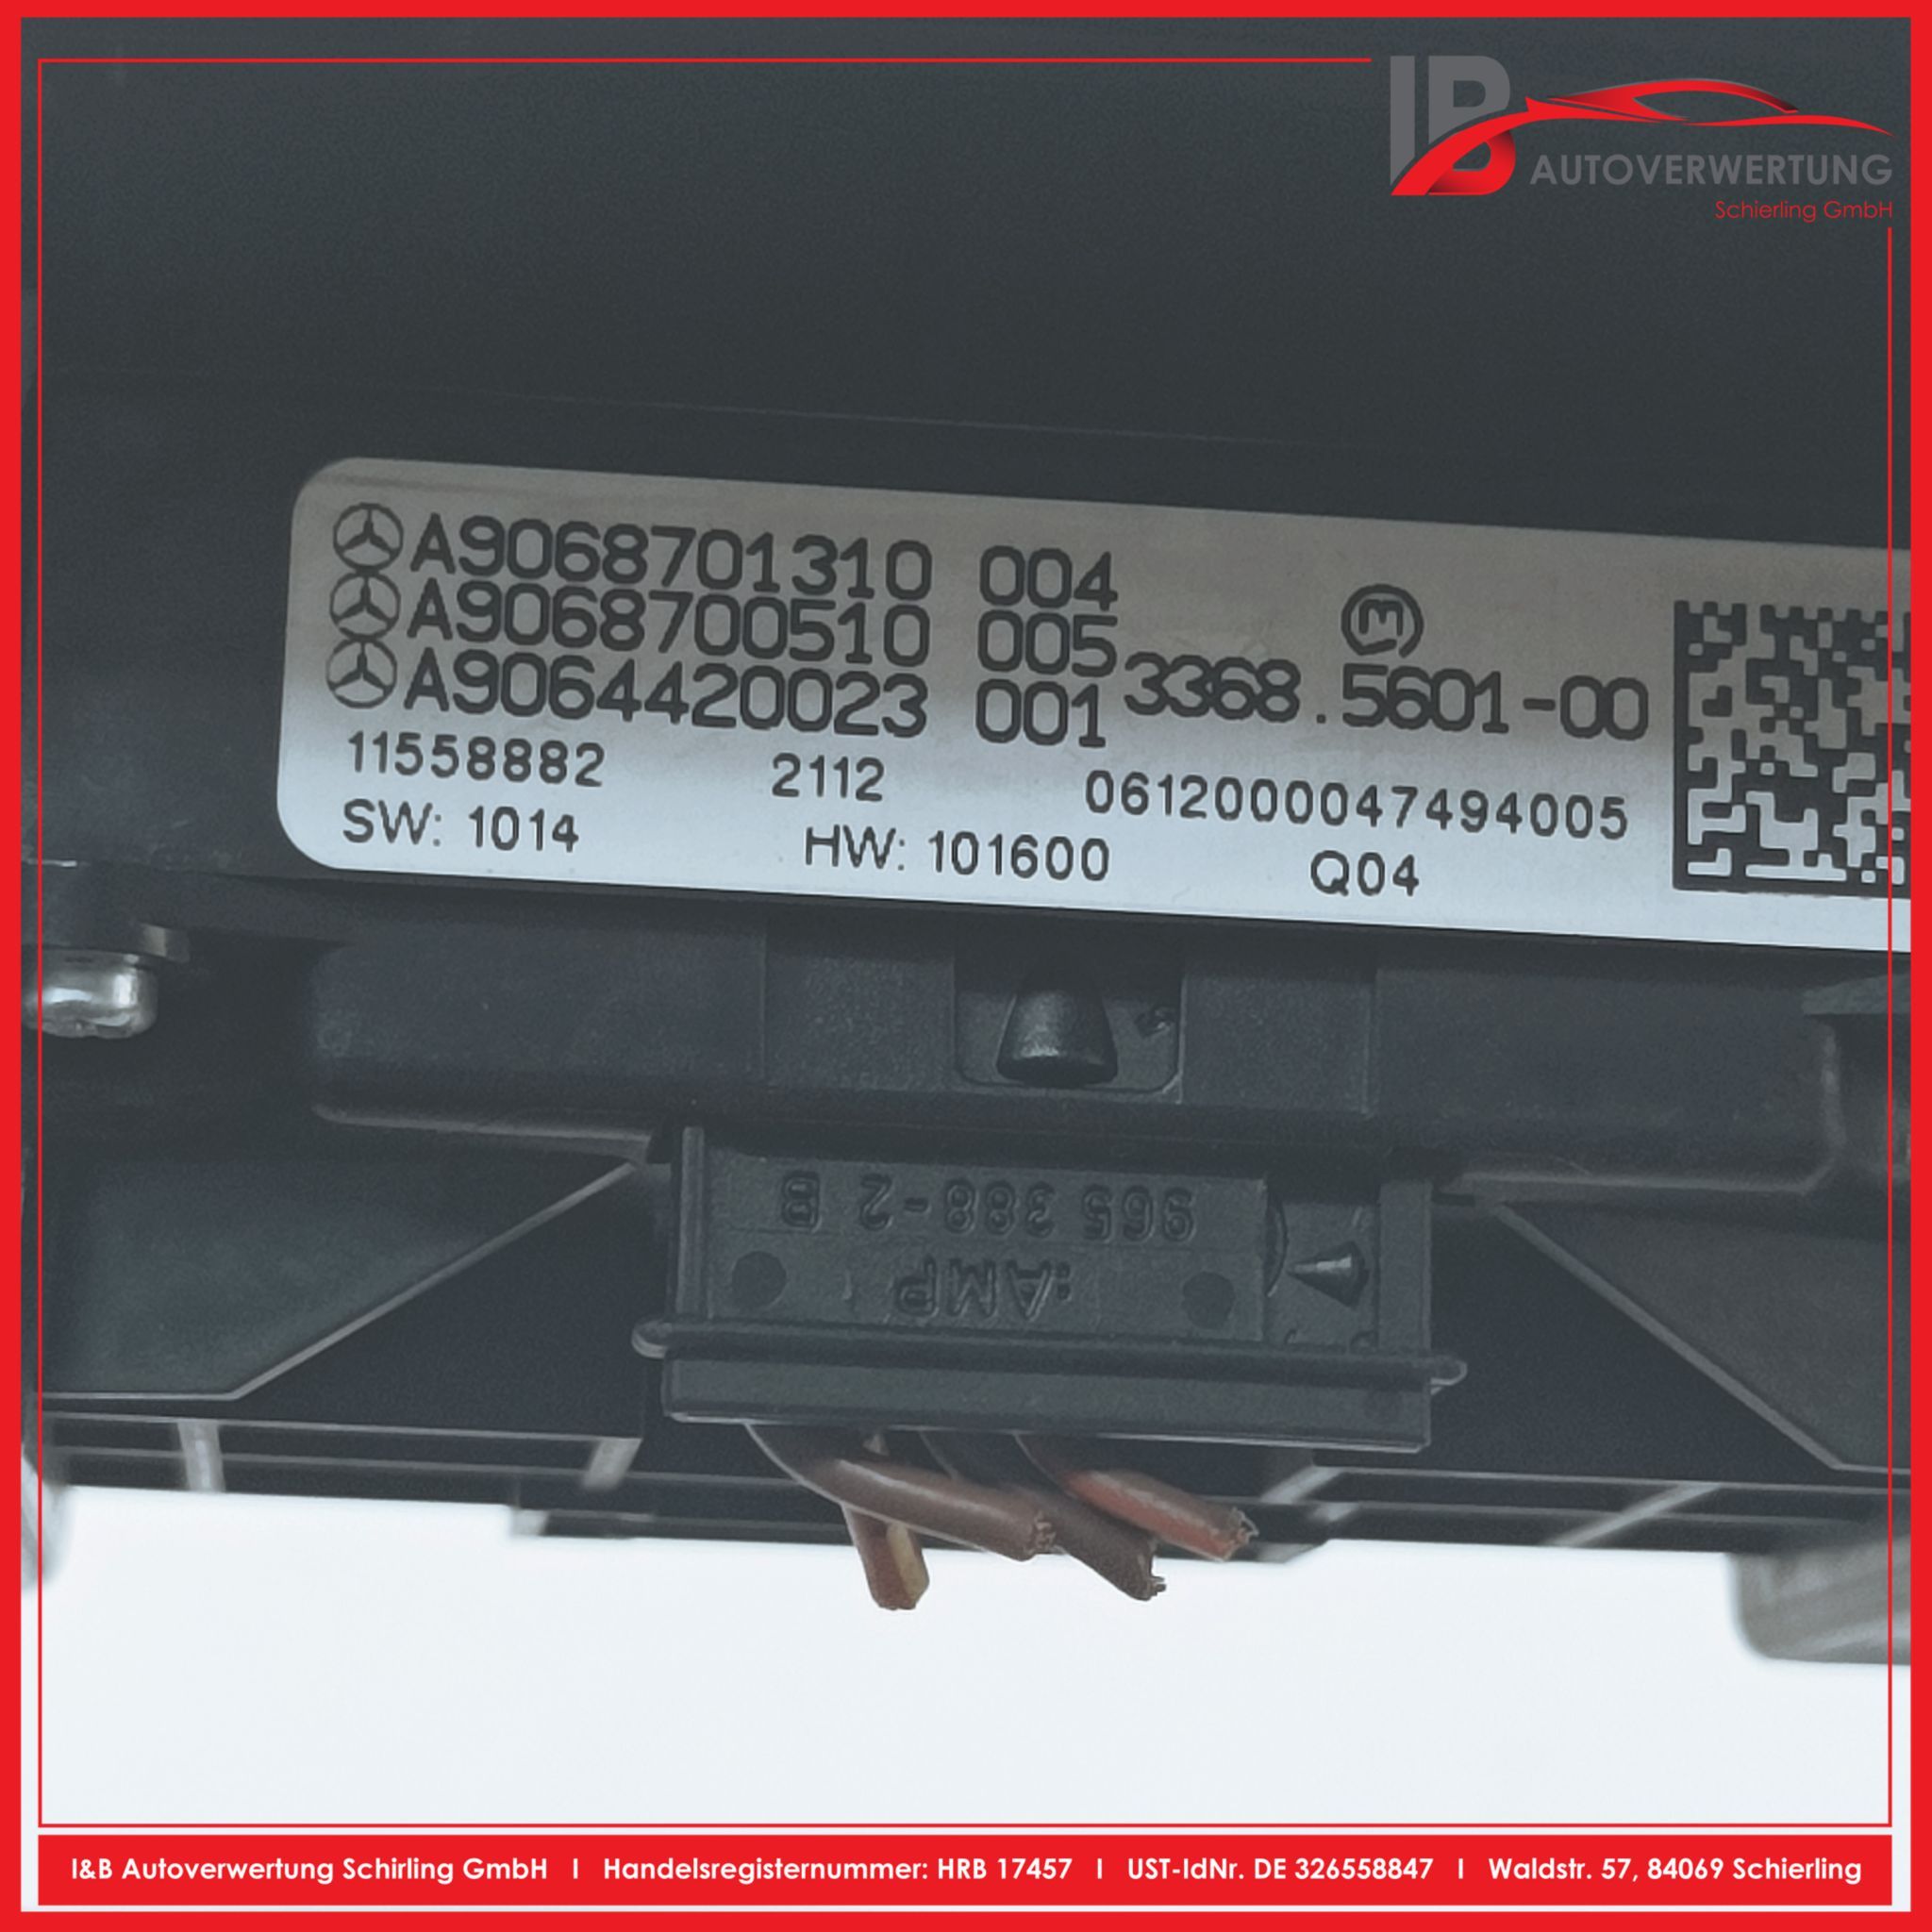 IB
AUTOVERWERTUNG
Schierling GmbH
A9068701310 004
A9068700510 005
A9064420023 001
3368.5601-00
11558882 2112 0612000047494005
SW: 1014 HW: 101600 Q04
965 388-2 B
:AMP
I&B Autoverwertung Schirling GmbH I Handelsregisternummer: HRB 17457 I UST-IdNr. DE 326558847 I Waldstr. 57, 84069 Schierling